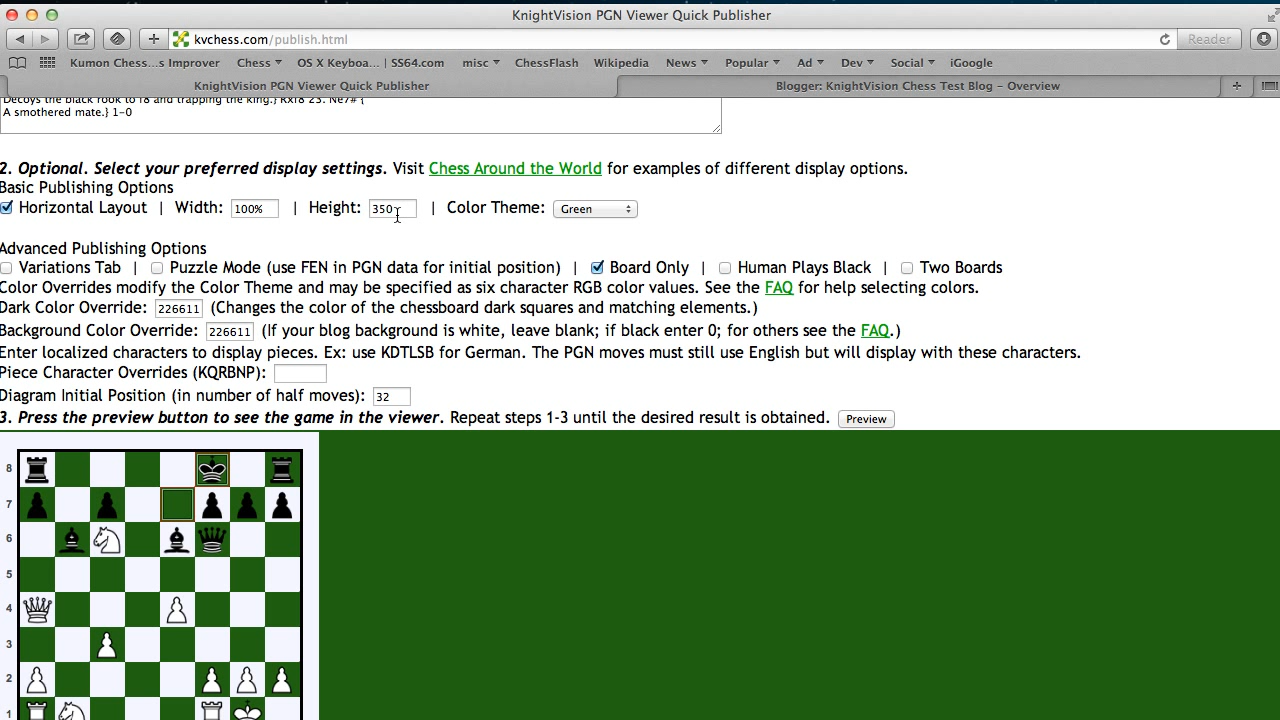 KnightVision PGN Viewer Quick Publisher
kvchess.com/publish.html
Reader
Kumon Chess...s Improver Chess OS X Keyboa... | SS64.com misc ChessFlash Wikipedia News Popular Ad Dev Social iGoogle
KnightVision PGN Viewer Quick Publisher Blogger: KnightVision Chess Test Blog – Overview
Decoys the black rook to f8 and trapping the king.} Rxf8 23. Ne7# {
A smothered mate.} 1-0
2. Optional. Select your preferred display settings. Visit Chess Around the World for examples of different display options.
Basic Publishing Options
Horizontal Layout | Width: 100% | Height: 350 | Color Theme: Green
Advanced Publishing Options
Variations Tab | Puzzle Mode (use FEN in PGN data for initial position) | Board Only | Human Plays Black | Two Boards
Color Overrides modify the Color Theme and may be specified as six character RGB color values. See the FAQ for help selecting colors.
Dark Color Override: 226611 (Changes the color of the chessboard dark squares and matching elements.)
Background Color Override: 226611 (If your blog background is white, leave blank; if black enter 0; for others see the FAQ.)
Enter localized characters to display pieces. Ex: use KDTLSB for German. The PGN moves must still use English but will display with these characters.
Piece Character Overrides (KQRBNP):
Diagram Initial Position (in number of half moves): 32
3. Press the preview button to see the game in the viewer. Repeat steps 1-3 until the desired result is obtained. Preview
8
7
6
5
4
3
2
1